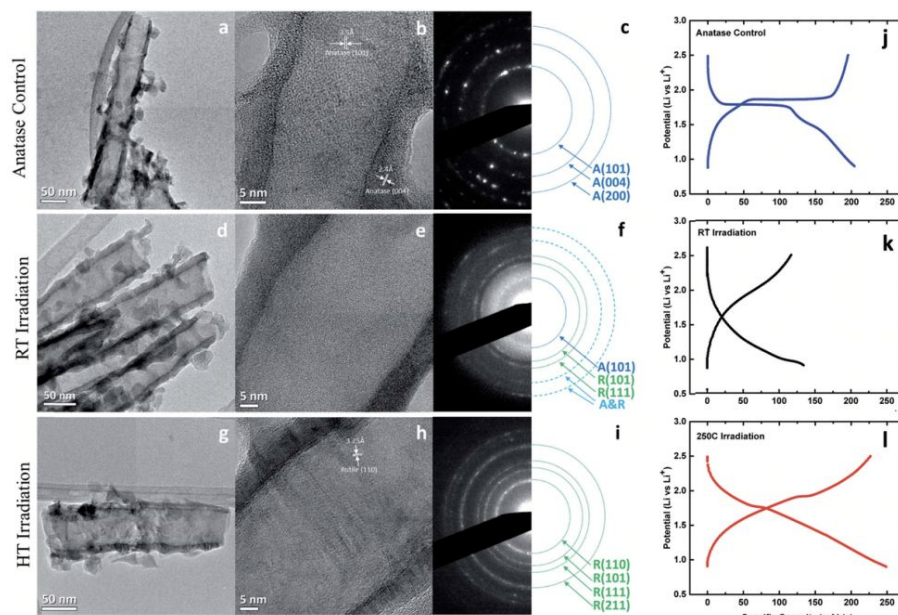 Anatase Control
a
50 nm
b
Anatase (004)
5 nm
c
A(101)
A(004)
A(200)
j
Anatase Control
Potential (Li vs Li⁺)
3.0
2.5
2.0
1.5
1.0
0.5
0 50 100 150 200 250
RT Irradiation
d
50 nm
e
5 nm
f
A(101)
R(101)
R(111)
A&R
k
RT Irradiation
Potential (Li vs Li⁺)
3.0
2.5
2.0
1.5
1.0
0.5
0 50 100 150 200 250
HT Irradiation
g
50 nm
h
3.25Å
Rutile (110)
5 nm
i
R(110)
R(101)
R(111)
R(211)
l
250C Irradiation
Potential (Li vs Li⁺)
3.0
2.5
2.0
1.5
1.0
0.5
0 50 100 150 200 250